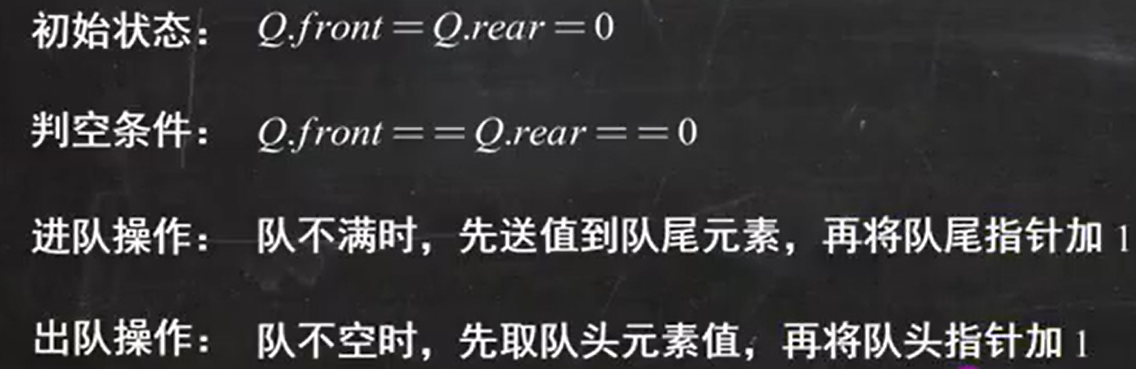 初始状态： Q.front = Q.rear = 0
判空条件： Q.front == Q.rear == 0
进队操作： 队不满时，先送值到队尾元素，再将队尾指针加 1
出队操作： 队不空时，先取队头元素值，再将队头指针加 1